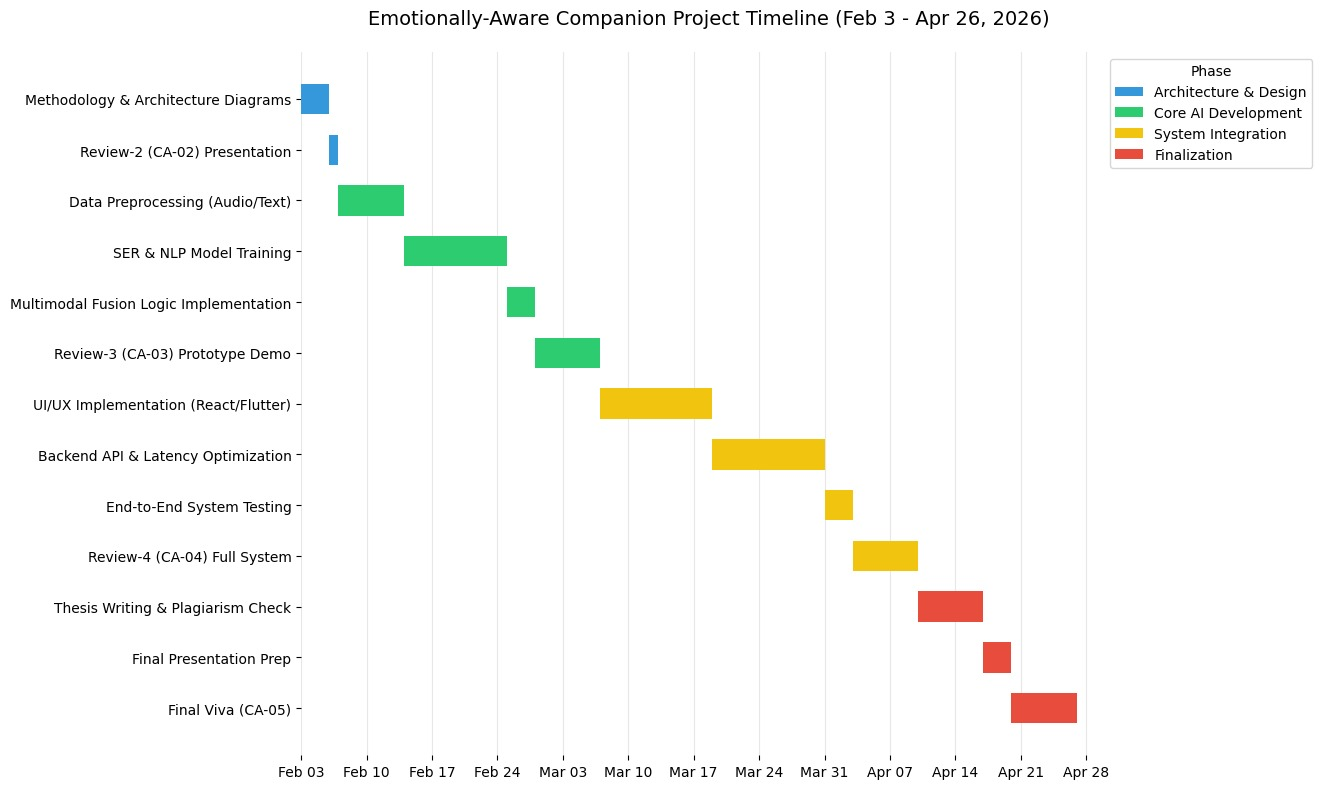 Emotionally-Aware Companion Project Timeline (Feb 3 - Apr 26, 2026)
Phase
Architecture & Design
Core AI Development
System Integration
Finalization
Methodology & Architecture Diagrams
Review-2 (CA-02) Presentation
Data Preprocessing (Audio/Text)
SER & NLP Model Training
Multimodal Fusion Logic Implementation
Review-3 (CA-03) Prototype Demo
UI/UX Implementation (React/Flutter)
Backend API & Latency Optimization
End-to-End System Testing
Review-4 (CA-04) Full System
Thesis Writing & Plagiarism Check
Final Presentation Prep
Final Viva (CA-05)
Feb 03 Feb 10 Feb 17 Feb 24 Mar 03 Mar 10 Mar 17 Mar 24 Mar 31 Apr 07 Apr 14 Apr 21 Apr 28